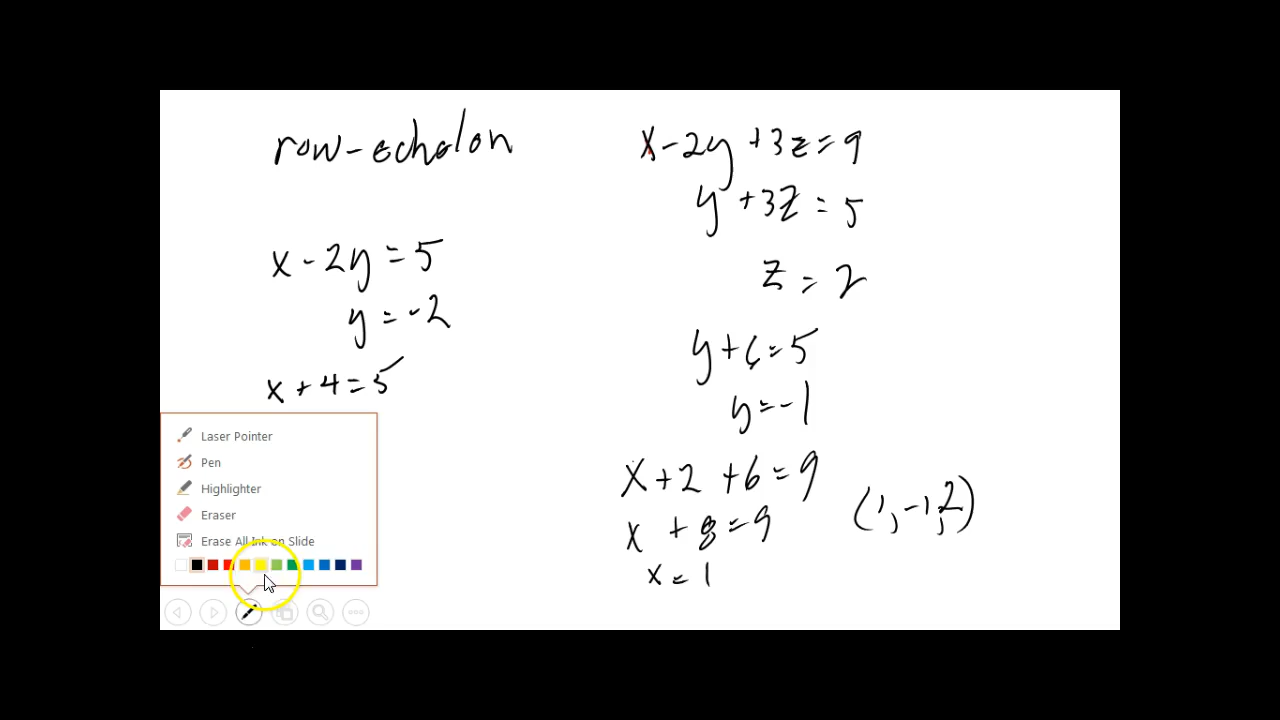 row-echelon
x - 2y = 5
y = -2
x + 4 = 5
Laser Pointer
Pen
Highlighter
Eraser
Erase All Ink on Slide
x - 2y + 3z = 9
y + 3z = 5
z = 2
y + 6 = 5
y = -1
x + 2 + 6 = 9
x + 8 = 9
x = 1
(1, -1, 2)